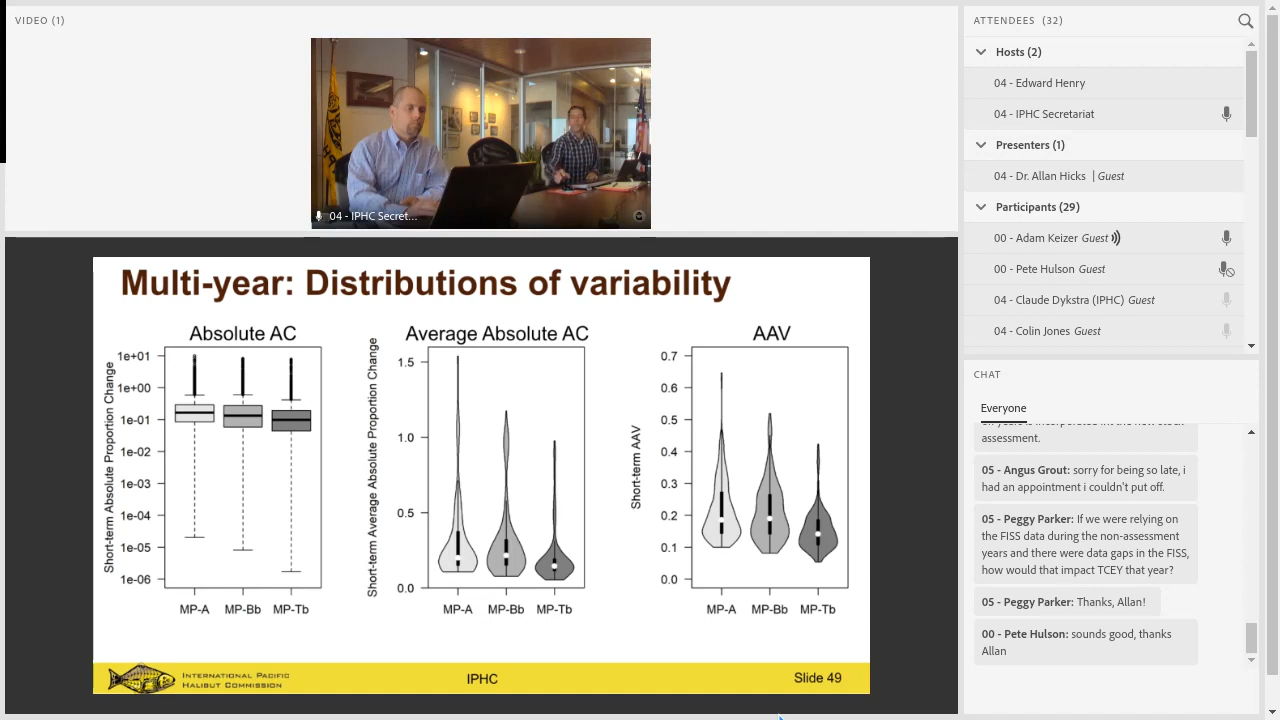 VIDEO (1)
04 - IPHC Secret...
Multi-year: Distributions of variability
Absolute AC
Short-term Absolute Proportion Change
1e+01
1e+00
1e-01
1e-02
1e-03
1e-04
1e-05
1e-06
MP-A MP-Bb MP-Tb
Average Absolute AC
Short-term Average Absolute Proportion Change
1.5
1.0
0.5
0.0
MP-A MP-Bb MP-Tb
AAV
Short-term AAV
0.7
0.6
0.5
0.4
0.3
0.2
0.1
0.0
MP-A MP-Bb MP-Tb
INTERNATIONAL PACIFIC
HALIBUT COMMISSION
IPHC
Slide 49
ATTENDEES (32)
Hosts (2)
04 - Edward Henry
04 - IPHC Secretariat
Presenters (1)
04 - Dr. Allan Hicks | Guest
Participants (29)
00 - Adam Keizer Guest
00 - Pete Hulson Guest
04 - Claude Dykstra (IPHC) Guest
04 - Colin Jones Guest
CHAT
Everyone
assessment.
05 - Angus Grout: sorry for being so late, i
had an appointment i couldn't put off.
05 - Peggy Parker: If we were relying on
the FISS data during the non-assessment
years and there were data gaps in the FISS,
how would that impact TCEY that year?
05 - Peggy Parker: Thanks, Allan!
00 - Pete Hulson: sounds good, thanks
Allan